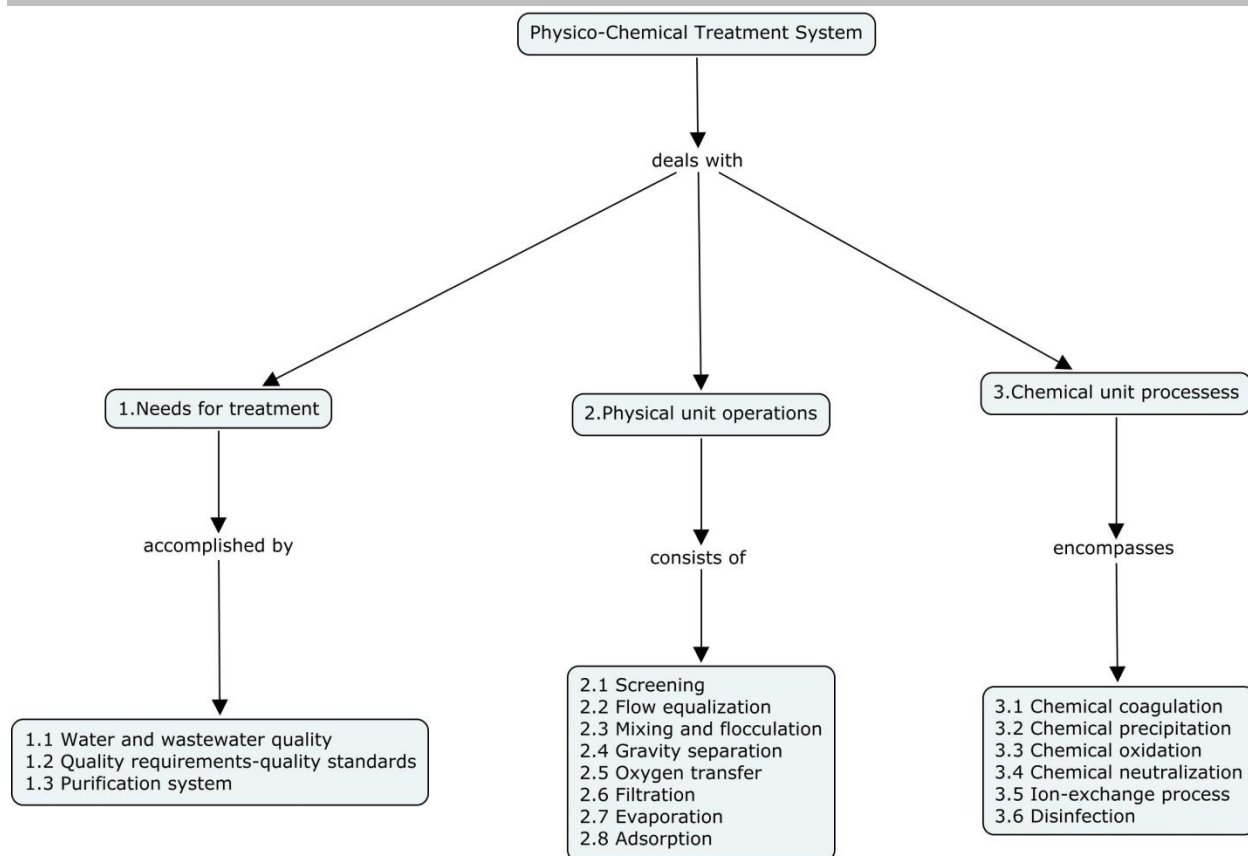 Physico-Chemical Treatment System
deals with
1.Needs for treatment
2.Physical unit operations
3.Chemical unit processess
accomplished by
consists of
encompasses
1.1 Water and wastewater quality
1.2 Quality requirements-quality standards
1.3 Purification system
2.1 Screening
2.2 Flow equalization
2.3 Mixing and flocculation
2.4 Gravity separation
2.5 Oxygen transfer
2.6 Filtration
2.7 Evaporation
2.8 Adsorption
3.1 Chemical coagulation
3.2 Chemical precipitation
3.3 Chemical oxidation
3.4 Chemical neutralization
3.5 Ion-exchange process
3.6 Disinfection